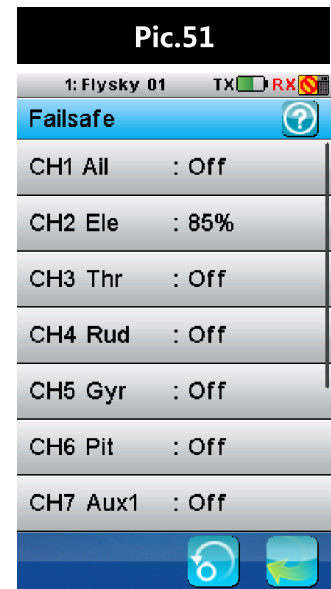 Pic.51
1: Flysky 01 TX RX
Failsafe ?
CH1 Ail : Off
CH2 Ele : 85%
CH3 Thr : Off
CH4 Rud : Off
CH5 Gyr : Off
CH6 Pit : Off
CH7 Aux1 : Off